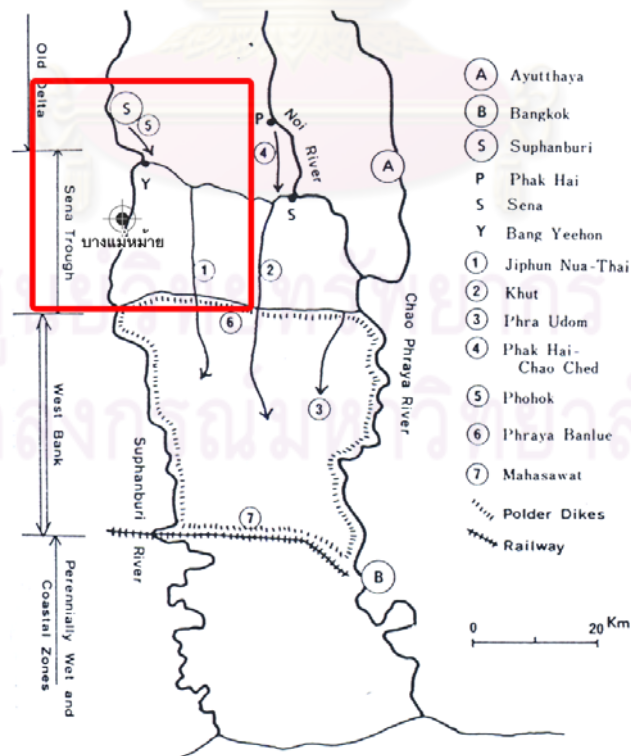 Old Delta
Sena Trough
West Bank
Perennially Wet and
Coastal Zones
S
5
Y
บางแม่หม้าย
P
Noi
River
4
S
A
1
2
6
3
Chao Phraya River
Suphanburi
River
7
B
A Ayutthaya
B Bangkok
S Suphanburi
P Phak Hai
S Sena
Y Bang Yeehon
1 Jiphun Nua-Thai
2 Khut
3 Phra Udom
4 Phak Hai-
Chao Ched
5 Phohok
6 Phraya Banlue
7 Mahasawat
Polder Dikes
Railway
0 20 Km